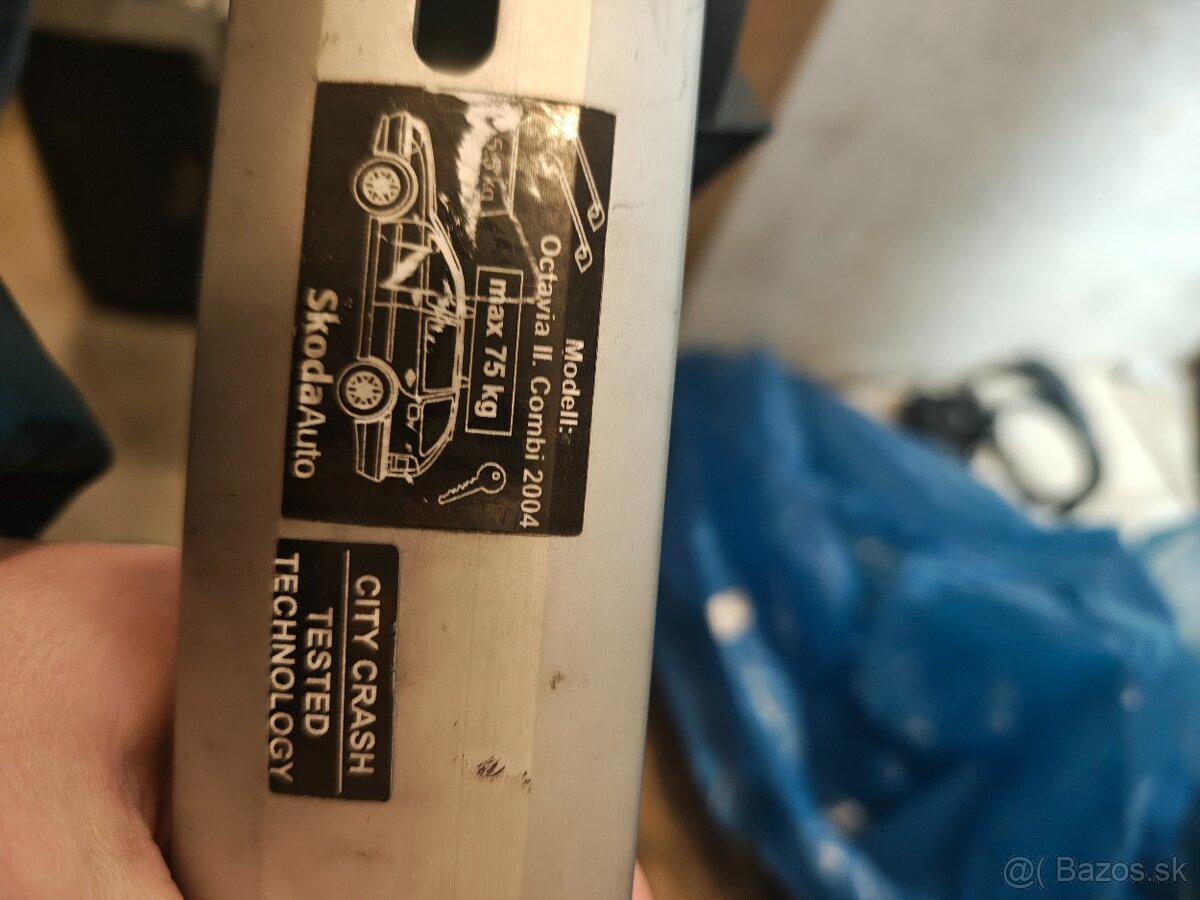 Modell:
Octavia II. Combi 2004
max 75 kg
SkodaAuto
CITY CRASH
TESTED
TECHNOLOGY
@( Bazos.sk